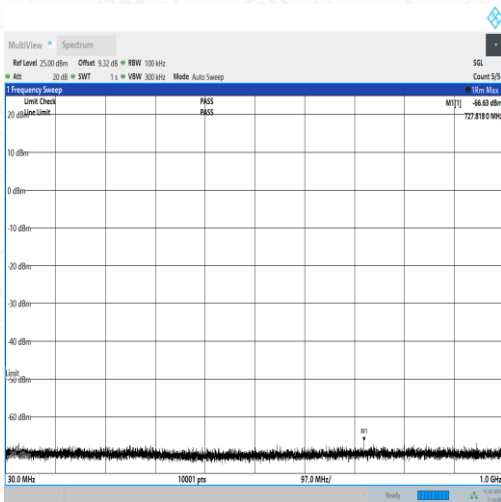 MultiView Spectrum
Ref Level 25.00 dBm Offset 9.32 dB RBW 100 kHz SGL
Att 20 dB SWT 1 s VBW 300 kHz Mode Auto Sweep Count 5/5
1 Frequency Sweep 1Rm Max
Limit Check PASS M1[1] -66.63 dBm
Line Limit PASS 727.8180 MHz
20 dBm
10 dBm
0 dBm
-10 dBm
-20 dBm
-30 dBm
-40 dBm
Limit
-50 dBm
-60 dBm
M1
30.0 MHz 10001 pts 97.0 MHz/ 1.0 GHz
Ready